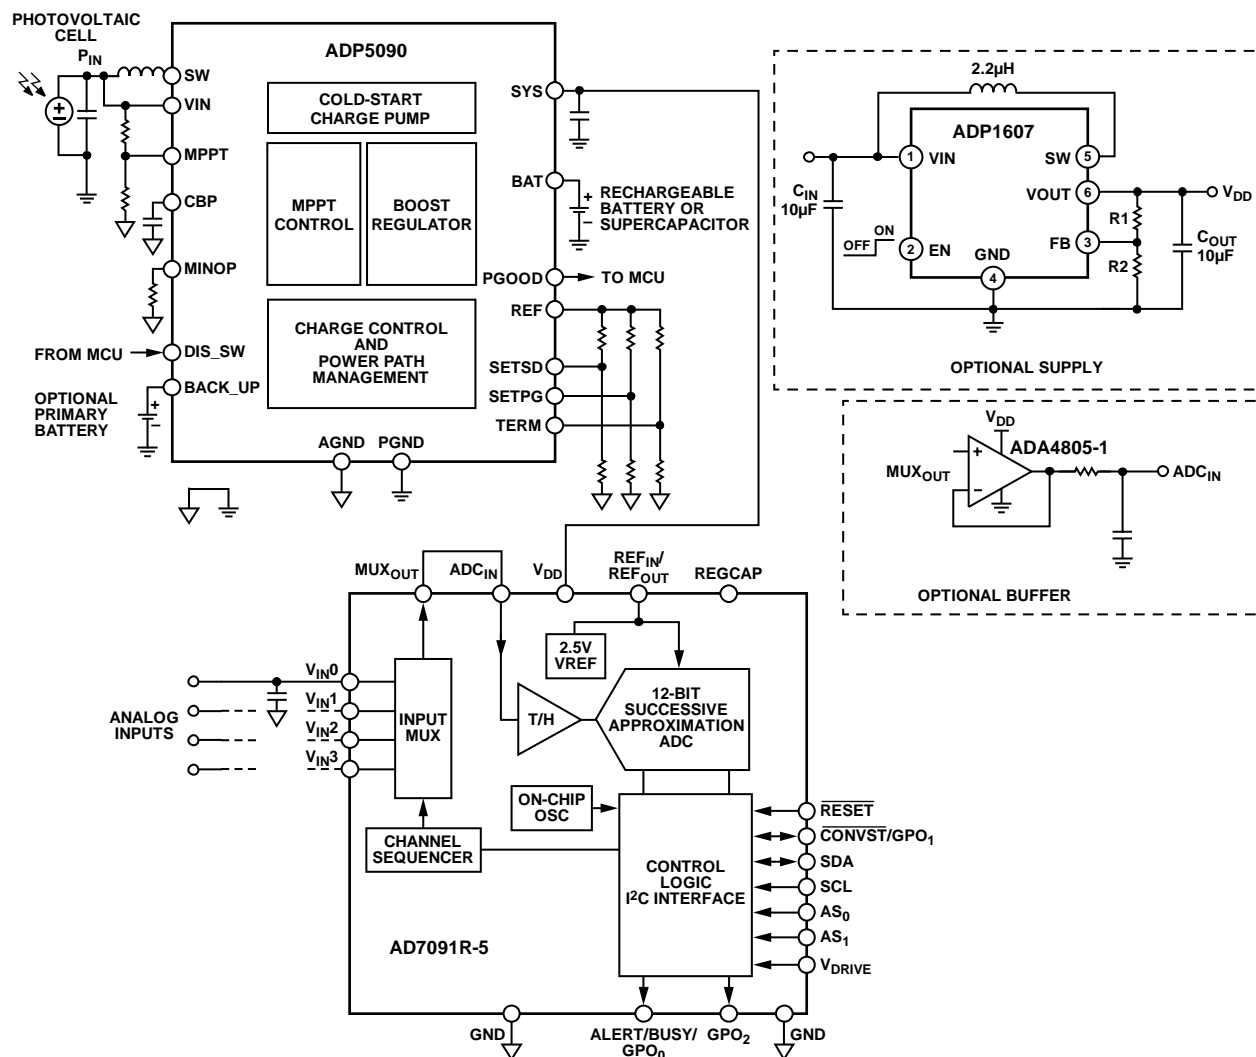 PHOTOVOLTAIC
CELL
PIN
ADP5090
SW
VIN
MPPT
CBP
MINOP
FROM MCU
DIS_SW
BACK_UP
OPTIONAL
PRIMARY
BATTERY
COLD-START
CHARGE PUMP
MPPT
CONTROL
BOOST
REGULATOR
CHARGE CONTROL
AND
POWER PATH
MANAGEMENT
AGND
PGND
SYS
BAT
RECHARGEABLE
BATTERY OR
SUPERCAPACITOR
PGOOD
TO MCU
REF
SETSD
SETPG
TERM
2.2µH
ADP1607
1
VIN
SW
5
VOUT
6
VDD
CIN
10µF
R1
ON
OFF
2
EN
FB
3
GND
4
R2
COUT
10µF
OPTIONAL SUPPLY
VDD
ADA4805-1
MUXOUT
+
−
ADCIN
OPTIONAL BUFFER
MUXOUT
ADCIN
VDD
REFIN/
REFOUT
REGCAP
2.5V
VREF
VIN0
VIN1
VIN2
VIN3
ANALOG
INPUTS
INPUT
MUX
T/H
12-BIT
SUCCESSIVE
APPROXIMATION
ADC
ON-CHIP
OSC
CHANNEL
SEQUENCER
CONTROL
LOGIC
I2C INTERFACE
RESET
CONVST/GPO1
SDA
SCL
AS0
AS1
VDRIVE
AD7091R-5
GND
ALERT/BUSY/
GPO0
GPO2
GND